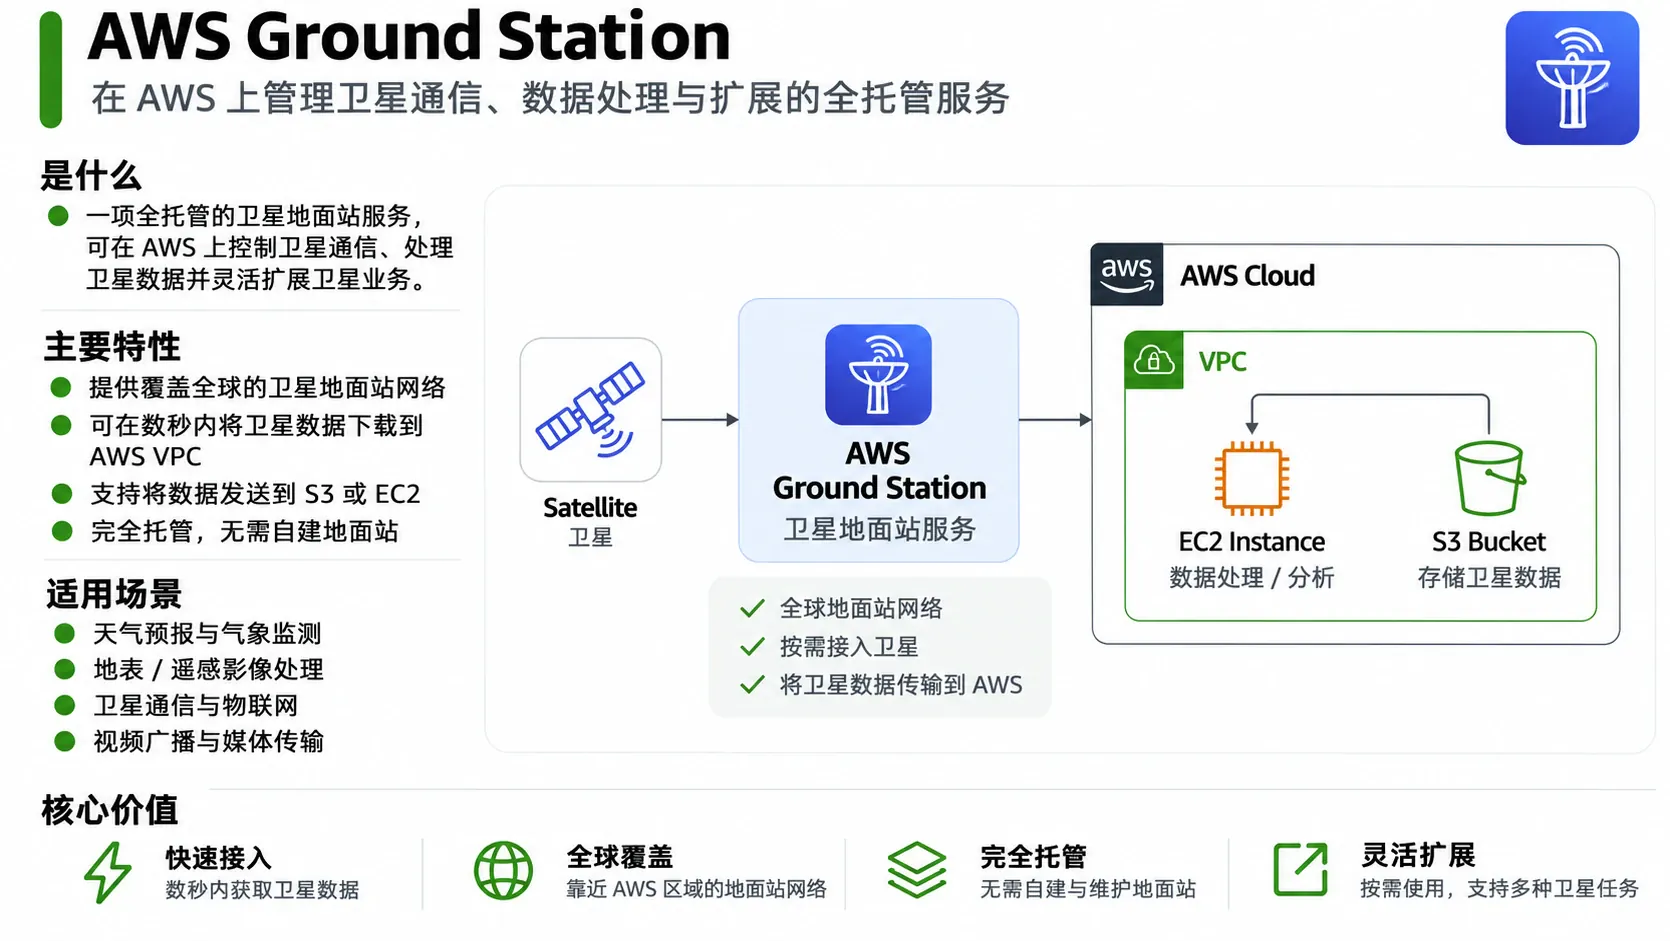 AWS Ground Station
在 AWS 上管理卫星通信、数据处理与扩展的全托管服务
是什么
一项全托管的卫星地面站服务，
可在 AWS 上控制卫星通信、处理
卫星数据并灵活扩展卫星业务。
主要特性
提供覆盖全球的卫星地面站网络
可在数秒内将卫星数据下载到
AWS VPC
支持将数据发送到 S3 或 EC2
完全托管，无需自建地面站
适用场景
天气预报与气象监测
地表 / 遥感影像处理
卫星通信与物联网
视频广播与媒体传输
Satellite
卫星
AWS
Ground Station
卫星地面站服务
全球地面站网络
按需接入卫星
将卫星数据传输到 AWS
aws
AWS Cloud
VPC
EC2 Instance
数据处理 / 分析
S3 Bucket
存储卫星数据
核心价值
快速接入
数秒内获取卫星数据
全球覆盖
靠近 AWS 区域的地面站网络
完全托管
无需自建与维护地面站
灵活扩展
按需使用，支持多种卫星任务